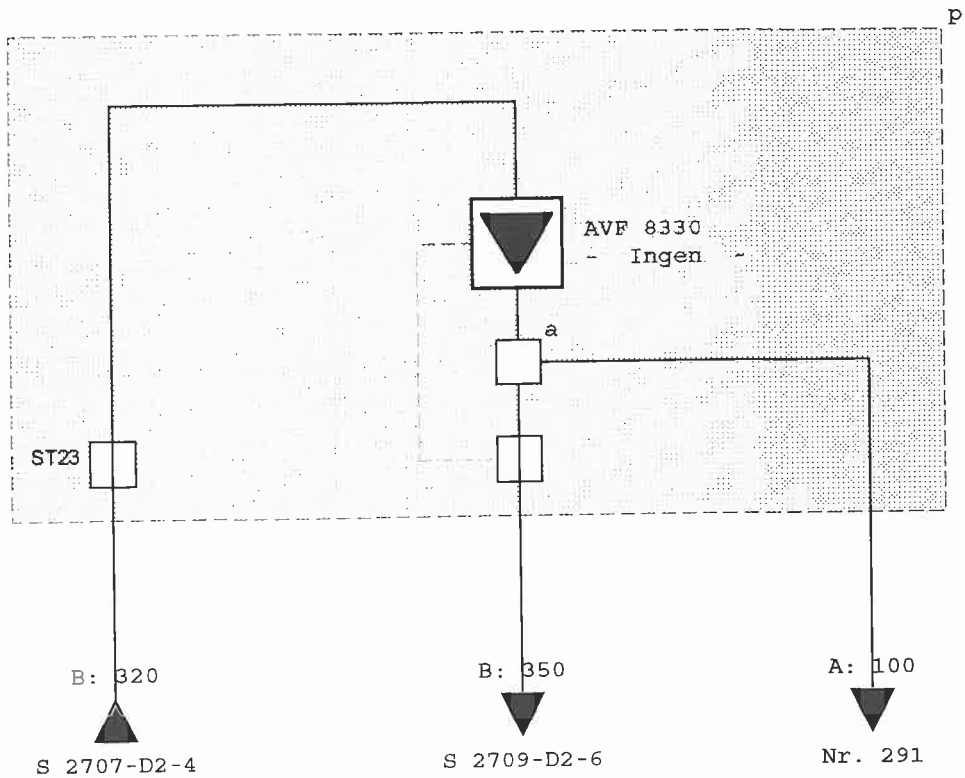 p
AVF 8330
- Ingen -
a
ST23
B: 320
B: 350
A: 100
S 2707-D2-4
S 2709-D2-6
Nr. 291